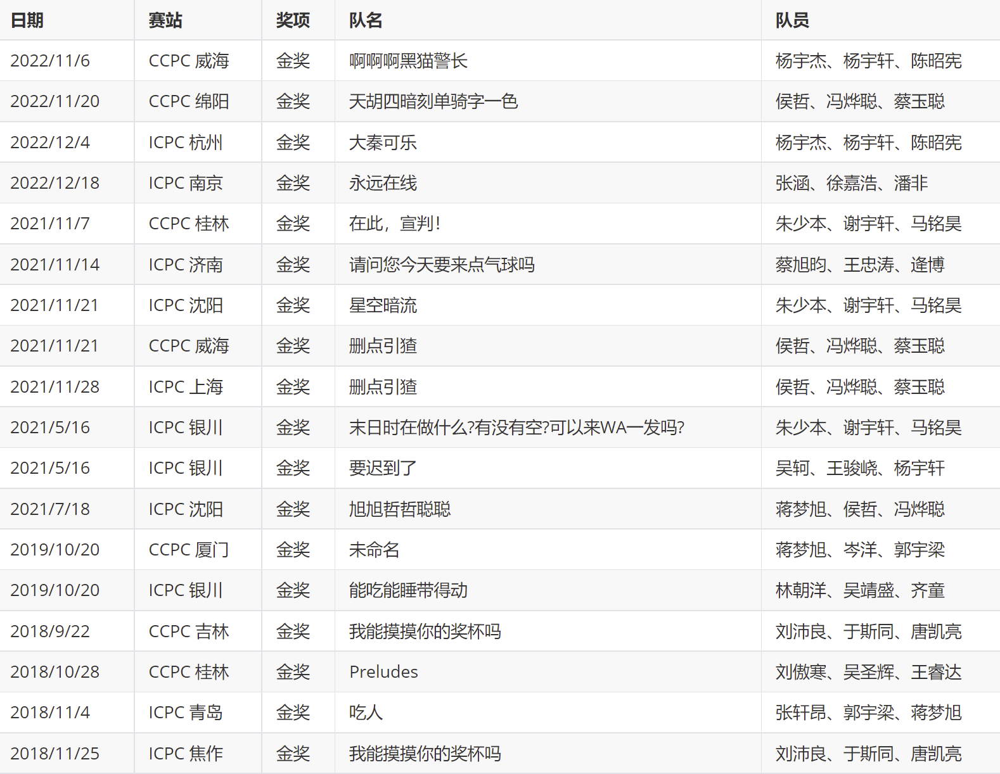 日期 赛站 奖项 队名 队员
2022/11/6 CCPC 威海 金奖 啊啊啊黑猫警长 杨宇杰、杨宇轩、陈昭宪
2022/11/20 CCPC 绵阳 金奖 天胡四暗刻单骑字一色 侯哲、冯烨聪、蔡玉聪
2022/12/4 ICPC 杭州 金奖 大秦可乐 杨宇杰、杨宇轩、陈昭宪
2022/12/18 ICPC 南京 金奖 永远在线 张涵、徐嘉浩、潘非
2021/11/7 CCPC 桂林 金奖 在此，宣判！ 朱少本、谢宇轩、马铭昊
2021/11/14 ICPC 济南 金奖 请问您今天要来点气球吗 蔡旭昀、王忠涛、逄博
2021/11/21 ICPC 沈阳 金奖 星空暗流 朱少本、谢宇轩、马铭昊
2021/11/21 CCPC 威海 金奖 删点引猹 侯哲、冯烨聪、蔡玉聪
2021/11/28 ICPC 上海 金奖 删点引猹 侯哲、冯烨聪、蔡玉聪
2021/5/16 ICPC 银川 金奖 末日时在做什么?有没有空?可以来WA一发吗? 朱少本、谢宇轩、马铭昊
2021/5/16 ICPC 银川 金奖 要迟到了 吴轲、王骏峣、杨宇轩
2021/7/18 ICPC 沈阳 金奖 旭旭哲哲聪聪 蒋梦旭、侯哲、冯烨聪
2019/10/20 CCPC 厦门 金奖 未命名 蒋梦旭、岑洋、郭宇梁
2019/10/20 ICPC 银川 金奖 能吃能睡带得动 林朝洋、吴靖盛、齐童
2018/9/22 CCPC 吉林 金奖 我能摸摸你的奖杯吗 刘沛良、于斯同、唐凯亮
2018/10/28 CCPC 桂林 金奖 Preludes 刘傲寒、吴圣辉、王睿达
2018/11/4 ICPC 青岛 金奖 吃人 张轩昂、郭宇梁、蒋梦旭
2018/11/25 ICPC 焦作 金奖 我能摸摸你的奖杯吗 刘沛良、于斯同、唐凯亮